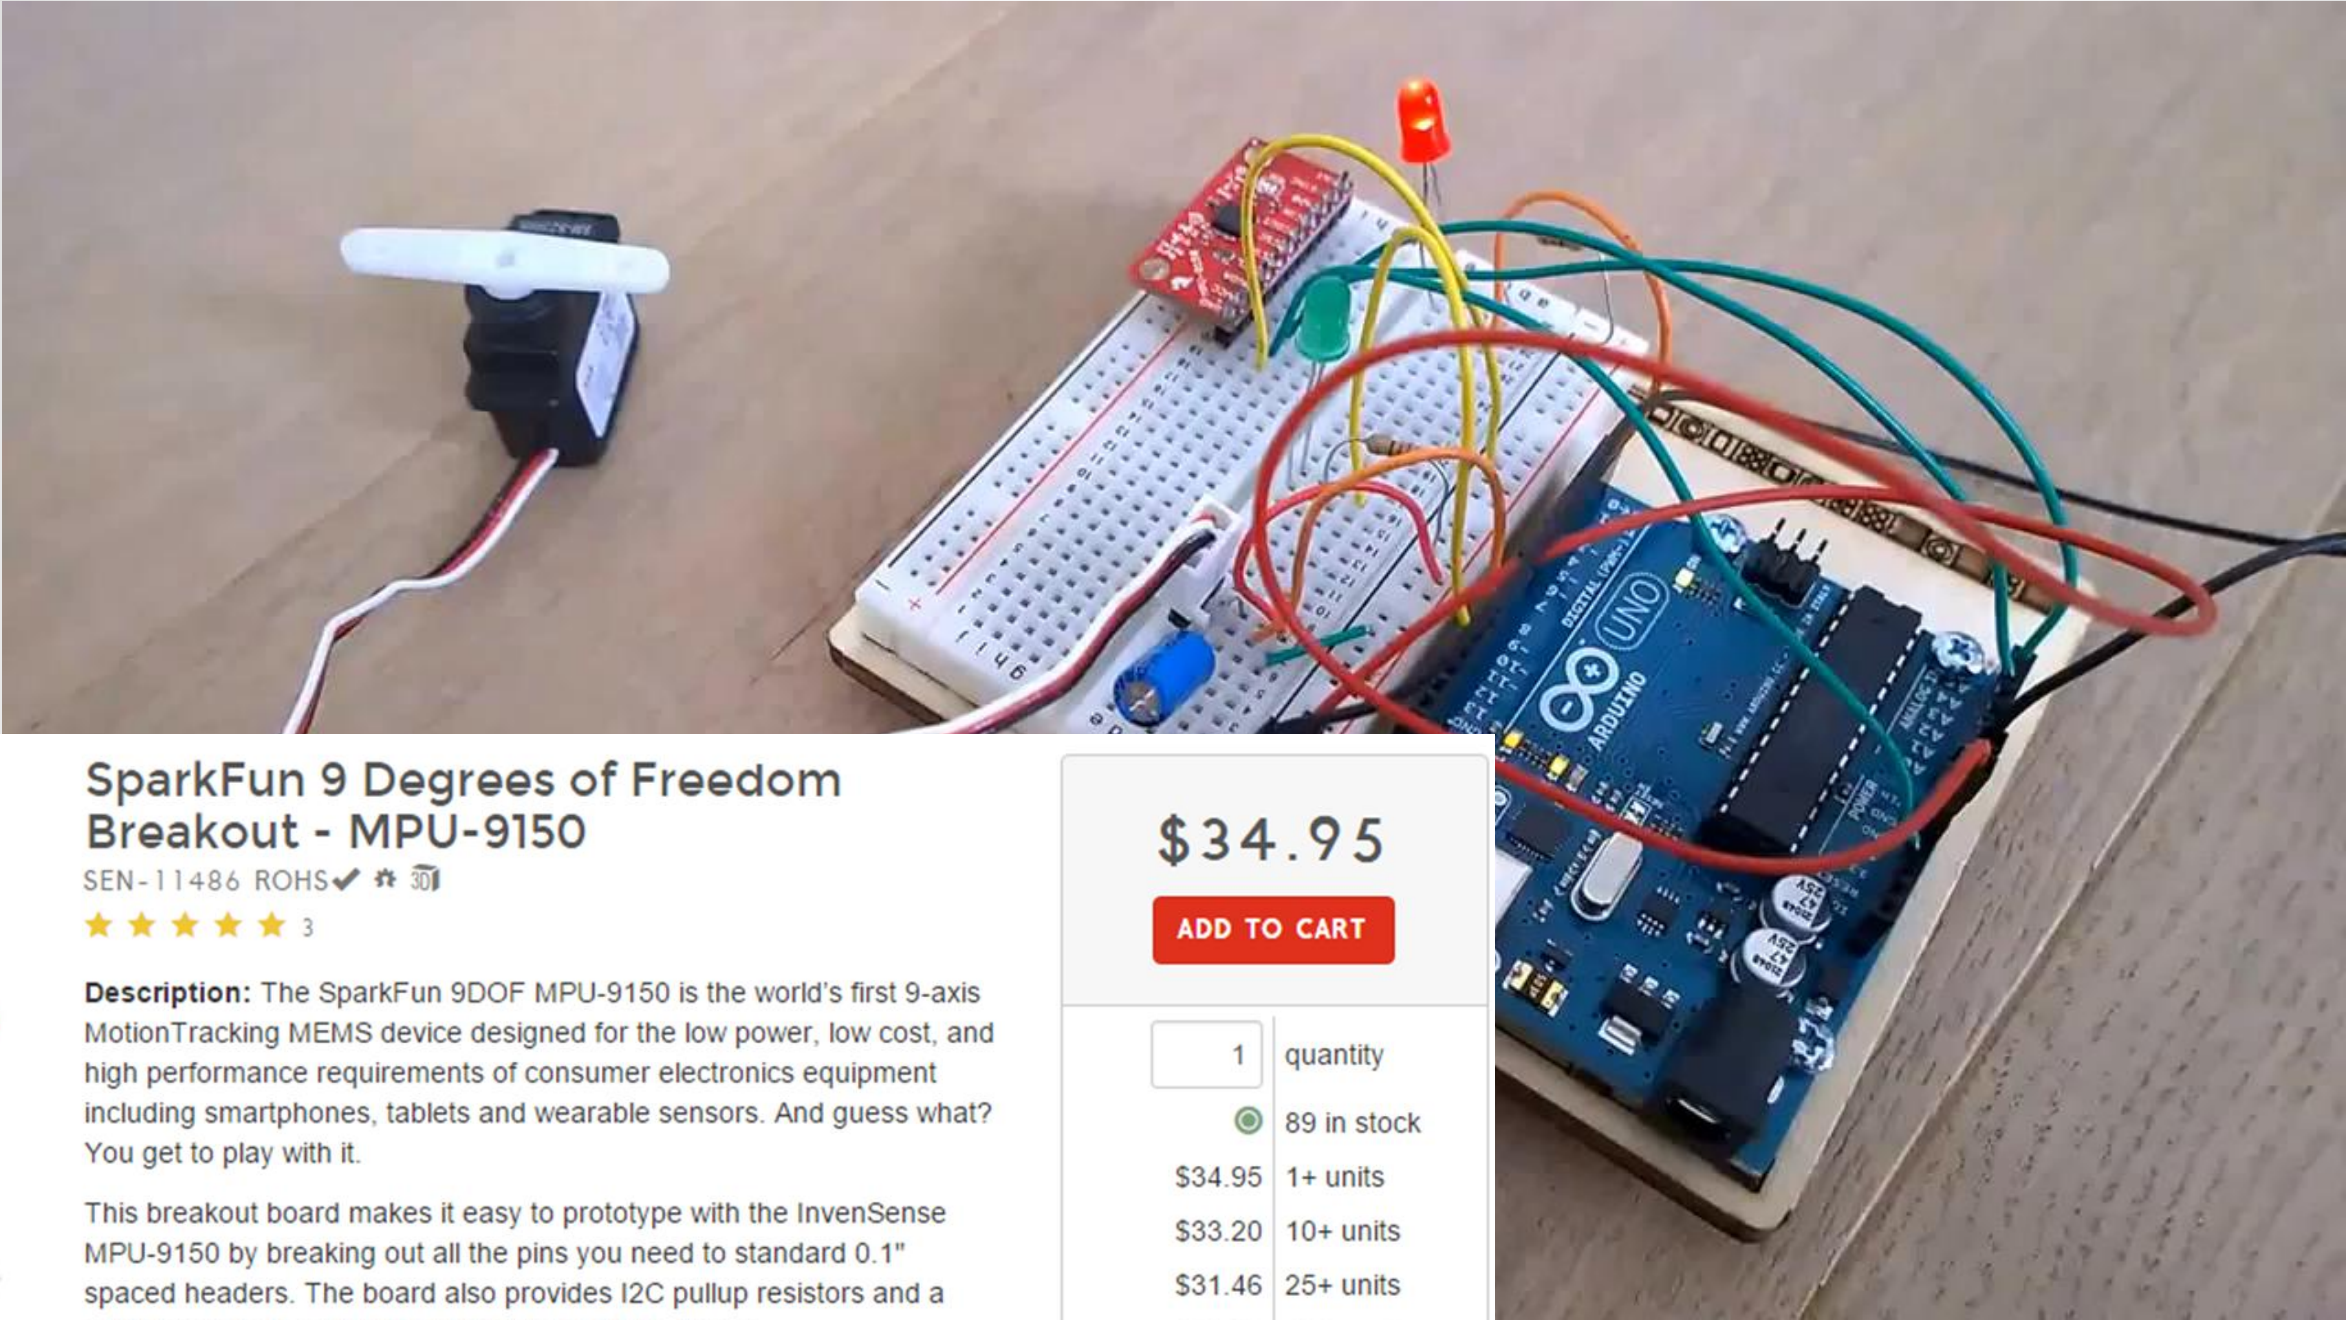 UNO
ARDUINO
DIGITAL (PWM~)
ANALOG IN
POWER
SparkFun 9 Degrees of Freedom
Breakout - MPU-9150
SEN-11486 ROHS
3D
3
Description: The SparkFun 9DOF MPU-9150 is the world's first 9-axis
MotionTracking MEMS device designed for the low power, low cost, and
high performance requirements of consumer electronics equipment
including smartphones, tablets and wearable sensors. And guess what?
You get to play with it.
This breakout board makes it easy to prototype with the InvenSense
MPU-9150 by breaking out all the pins you need to standard 0.1"
spaced headers. The board also provides I2C pullup resistors and a
$34.95
ADD TO CART
1 quantity
89 in stock
$34.95 1+ units
$33.20 10+ units
$31.46 25+ units